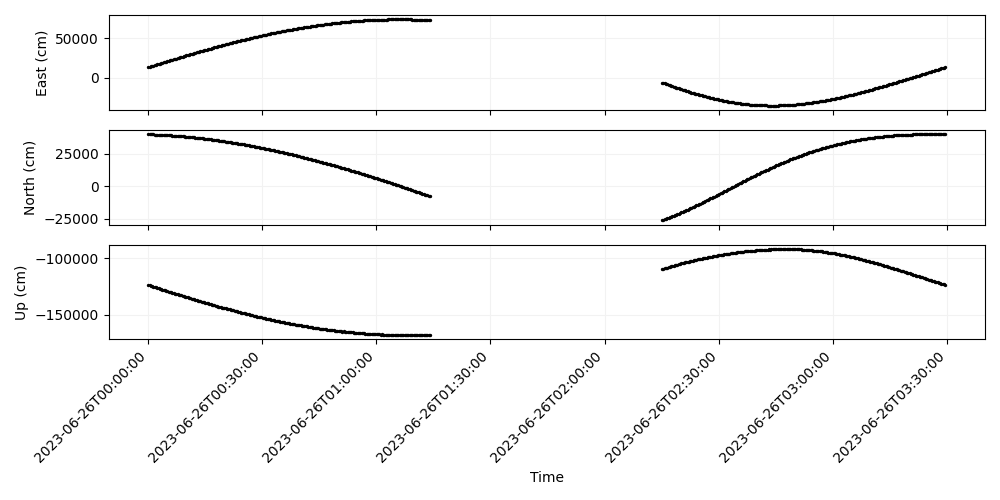 East (cm)
50000
0
North (cm)
25000
0
−25000
Up (cm)
−100000
−150000
2023-06-26T00:00:00
2023-06-26T00:30:00
2023-06-26T01:00:00
2023-06-26T01:30:00
2023-06-26T02:00:00
2023-06-26T02:30:00
2023-06-26T03:00:00
2023-06-26T03:30:00
Time